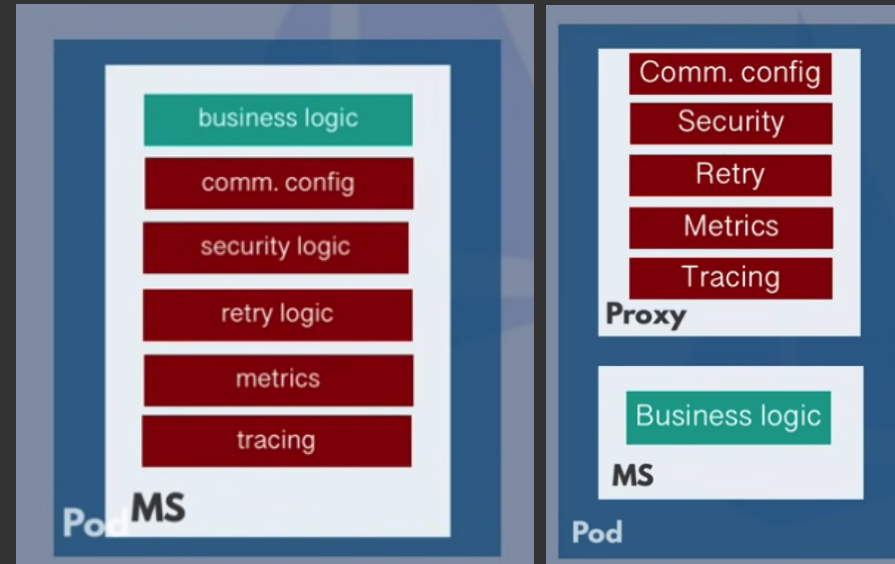 business logic
comm. config
security logic
retry logic
metrics
tracing
MS
Pod
Comm. config
Security
Retry
Metrics
Tracing
Proxy
Business logic
MS
Pod